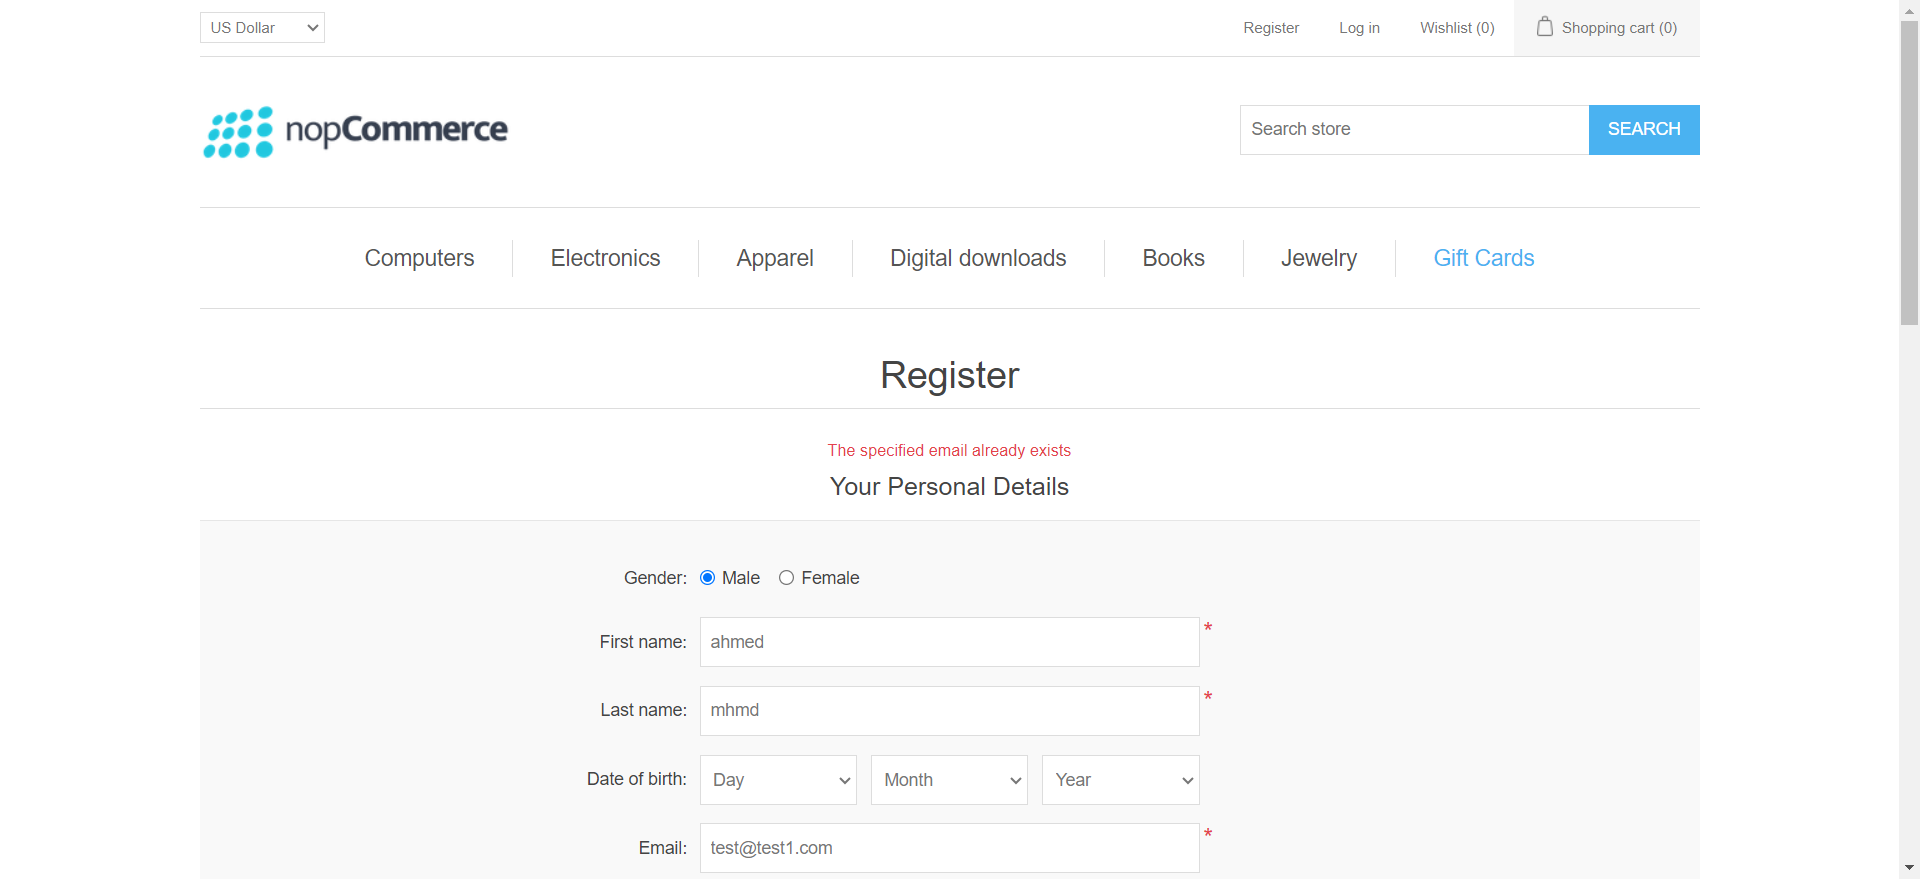 US Dollar Register Log in Wishlist (0) Shopping cart (0)
nopCommerce Search store SEARCH
Computers Electronics Apparel Digital downloads Books Jewelry Gift Cards
Register
The specified email already exists
Your Personal Details
Gender: Male Female
First name: ahmed *
Last name: mhmd *
Date of birth: Day Month Year
Email: test@test1.com *